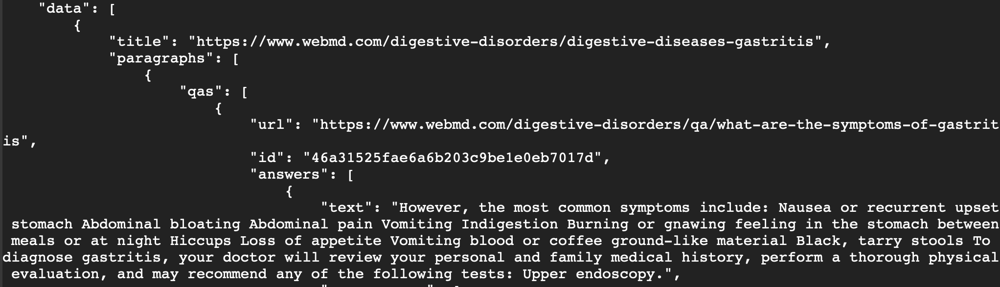 "data": [
{
"title": "https://www.webmd.com/digestive-disorders/digestive-diseases-gastritis",
"paragraphs": [
{
"qas": [
{
"url": "https://www.webmd.com/digestive-disorders/qa/what-are-the-symptoms-of-gastrit
is",
"id": "46a31525fae6a6b203c9be1e0eb7017d",
"answers": [
{
"text": "However, the most common symptoms include: Nausea or recurrent upset
stomach Abdominal bloating Abdominal pain Vomiting Indigestion Burning or gnawing feeling in the stomach between
meals or at night Hiccups Loss of appetite Vomiting blood or coffee ground-like material Black, tarry stools To
diagnose gastritis, your doctor will review your personal and family medical history, perform a thorough physical
evaluation, and may recommend any of the following tests: Upper endoscopy.",